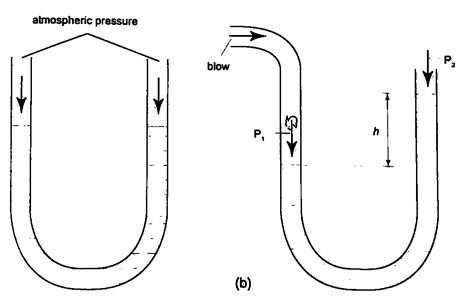 atmospheric pressure
blow
P₂
P₁
h
(b)